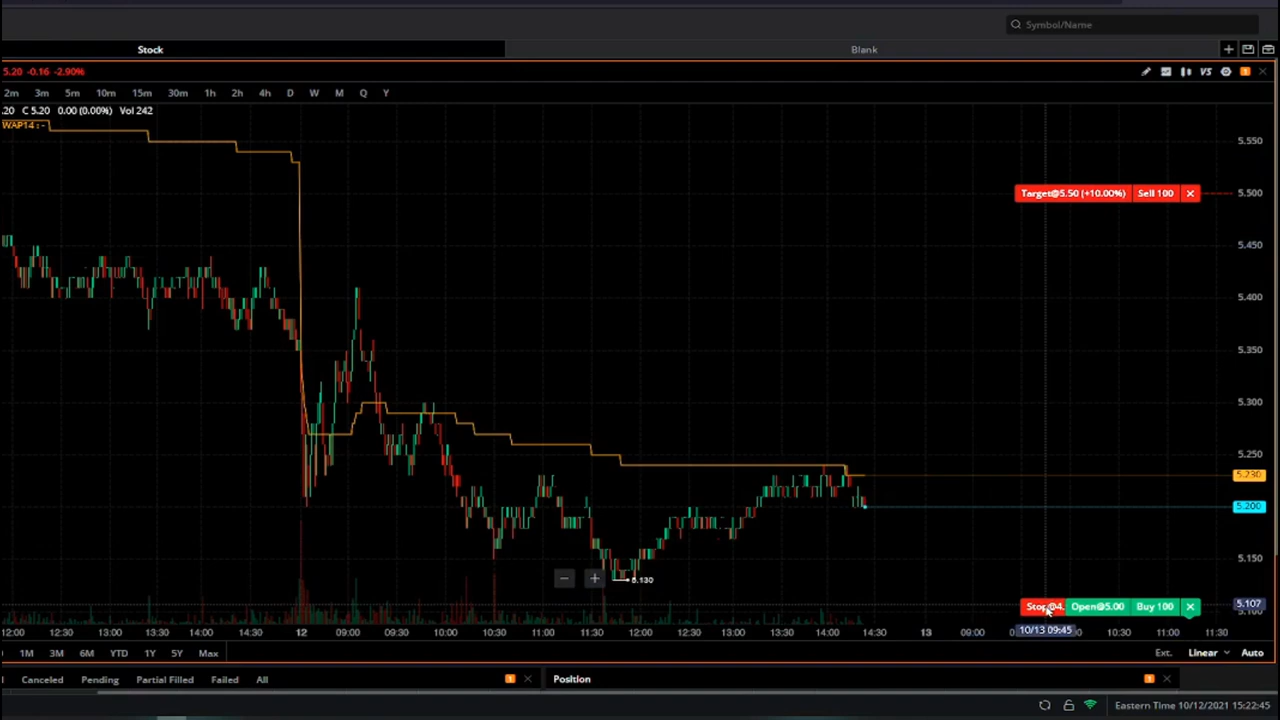 Symbol/Name
Stock
Blank
5.20 -0.16 -2.90%
2m 3m 5m 10m 15m 30m 1h 2h 4h D W M Q Y
.20 C 5.20 0.00 (0.00%) Vol 242
WAP14 : -
5.550
Target@5.50 (+10.00%) Sell 100 5.500
5.450
5.400
5.350
5.300
5.250
5.230
5.200
5.150
5.130
Stop@4. Open@5.00 Buy 100 5.107
12:00 12:30 13:00 13:30 14:00 14:30 12 09:00 09:30 10:00 10:30 11:00 11:30 12:00 12:30 13:00 13:30 14:00 14:30 13 09:00 10:30 11:00 11:30
10/13 09:45
1M 3M 6M YTD 1Y 5Y Max Ext. Linear Auto
Canceled Pending Partial Filled Failed All 1 Position 1
Eastern Time 10/12/2021 15:22:45